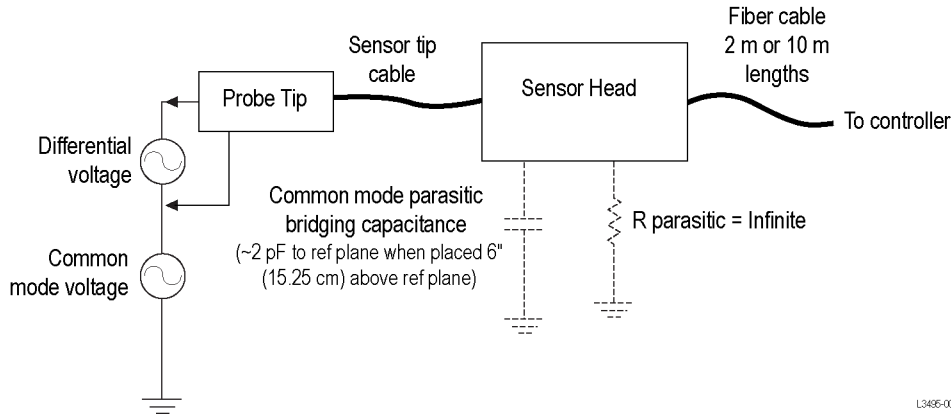 Fiber cable
2 m or 10 m
lengths
Sensor tip
cable
Probe Tip
Sensor Head
To controller
Differential
voltage
Common mode parasitic
bridging capacitance
(~2 pF to ref plane when placed 6"
(15.25 cm) above ref plane)
R parasitic = Infinite
Common
mode voltage